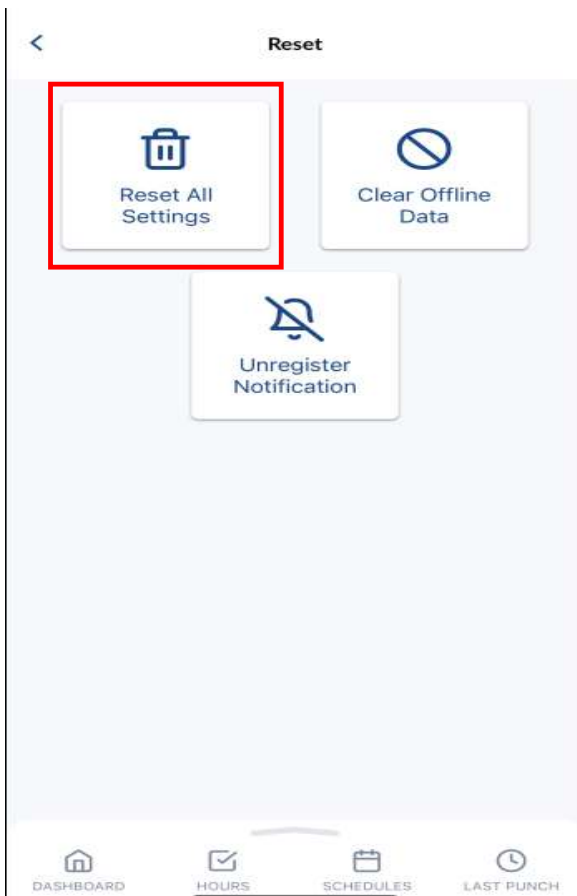 Reset
Reset All
Settings
Clear Offline
Data
Unregister
Notification
DASHBOARD
HOURS
SCHEDULES
LAST PUNCH